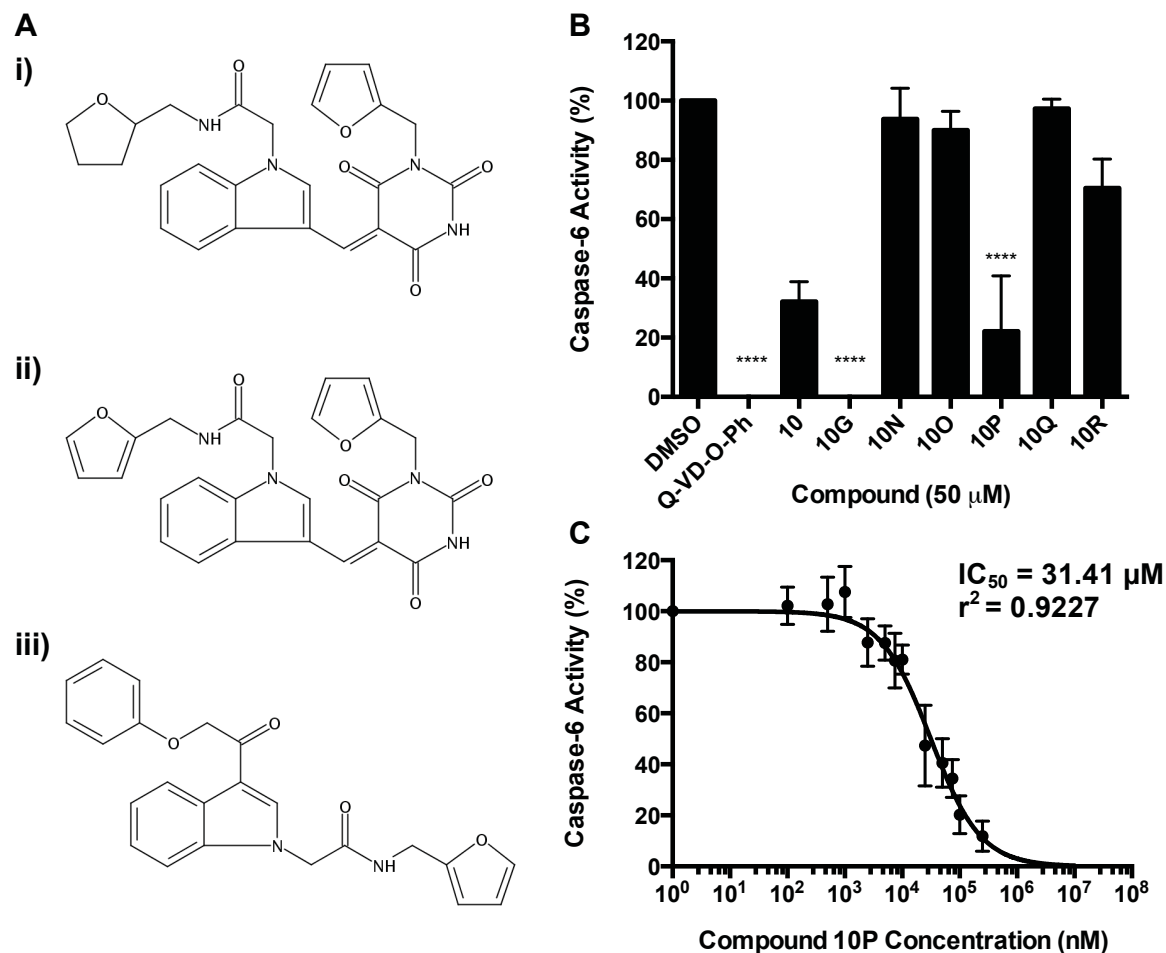 A
i)
O
O
N
H
NH
N
O
O
N
O
O
NH
O
ii)
O
O
NH
N
O
O
N
O
NH
O
iii)
O
O
N
O
NH
O
B
Caspase-6 Activity (%)
120
100
80
60
40
20
0
****
****
****
DMSO
Q-VD-O-Ph
10
10G
10N
10O
10P
10Q
10R
Compound (50 μM)
C
Caspase-6 Activity (%)
120
100
80
60
40
20
0
IC50 = 31.41 µM
r2 = 0.9227
10^0 10^1 10^2 10^3 10^4 10^5 10^6 10^7 10^8
Compound 10P Concentration (nM)